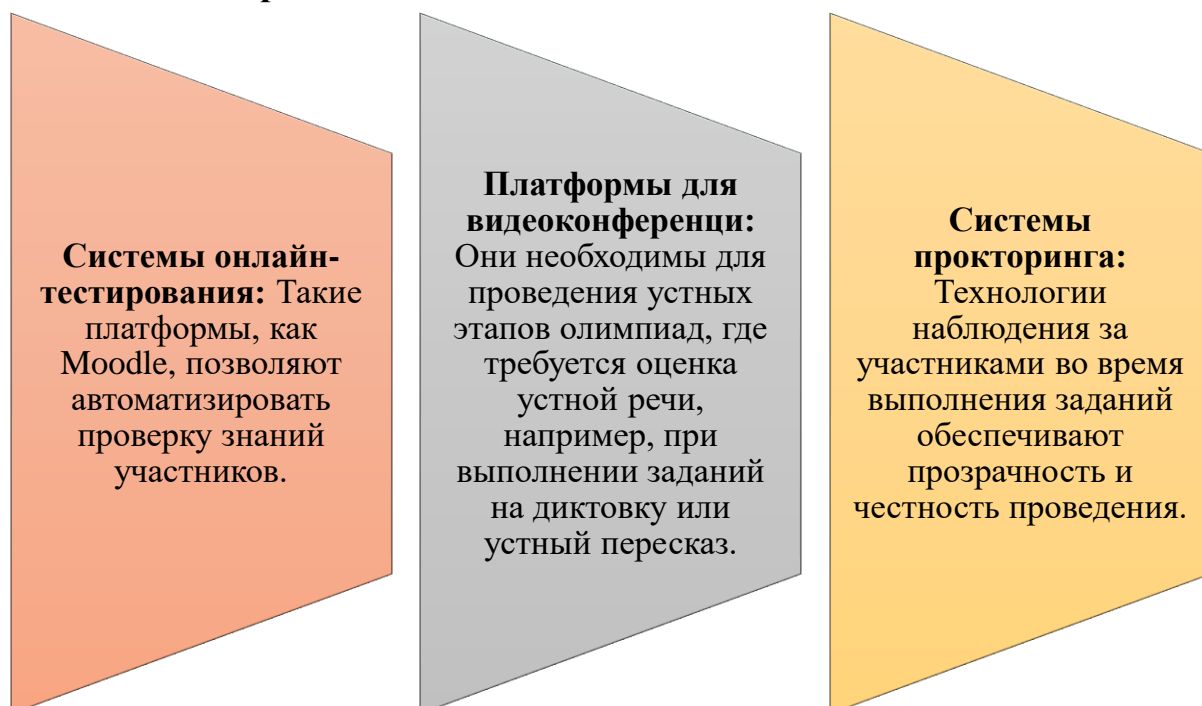 Системы онлайн-
тестирования: Такие
платформы, как
Moodle, позволяют
автоматизировать
проверку знаний
участников.
Платформы для
видеоконференци:
Они необходимы для
проведения устных
этапов олимпиад, где
требуется оценка
устной речи,
например, при
выполнении заданий
на диктовку или
устный пересказ.
Системы
прокторинга:
Технологии
наблюдения за
участниками во время
выполнения заданий
обеспечивают
прозрачность и
честность проведения.